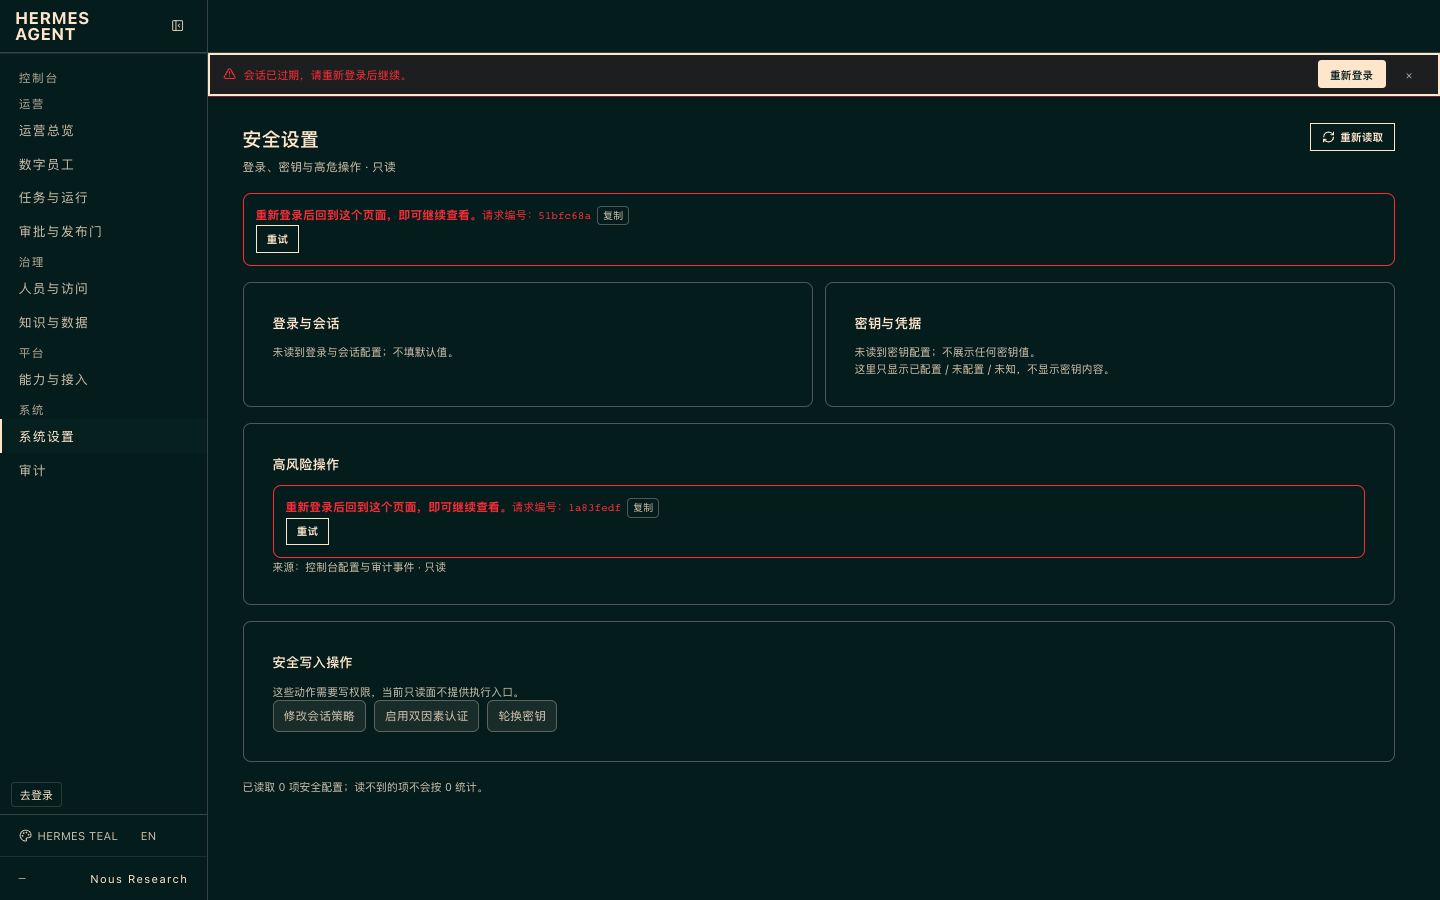 HERMES
AGENT
控制台
运营
运营总览
数字员工
任务与运行
审批与发布门
治理
人员与访问
知识与数据
平台
能力与接入
系统
系统设置
审计
去登录
HERMES TEAL EN
— Nous Research
会话已过期，请重新登录后继续。 重新登录 ×
安全设置
重新读取
登录、密钥与高危操作 · 只读
重新登录后回到这个页面，即可继续查看。请求编号：51bfc68a 复制
重试
登录与会话
未读到登录与会话配置；不填默认值。
密钥与凭据
未读到密钥配置；不展示任何密钥值。
这里只显示已配置 / 未配置 / 未知，不显示密钥内容。
高风险操作
重新登录后回到这个页面，即可继续查看。请求编号：1a83fedf 复制
重试
来源：控制台配置与审计事件 · 只读
安全写入操作
这些动作需要写权限，当前只读面不提供执行入口。
修改会话策略 启用双因素认证 轮换密钥
已读取 0 项安全配置；读不到的项不会按 0 统计。